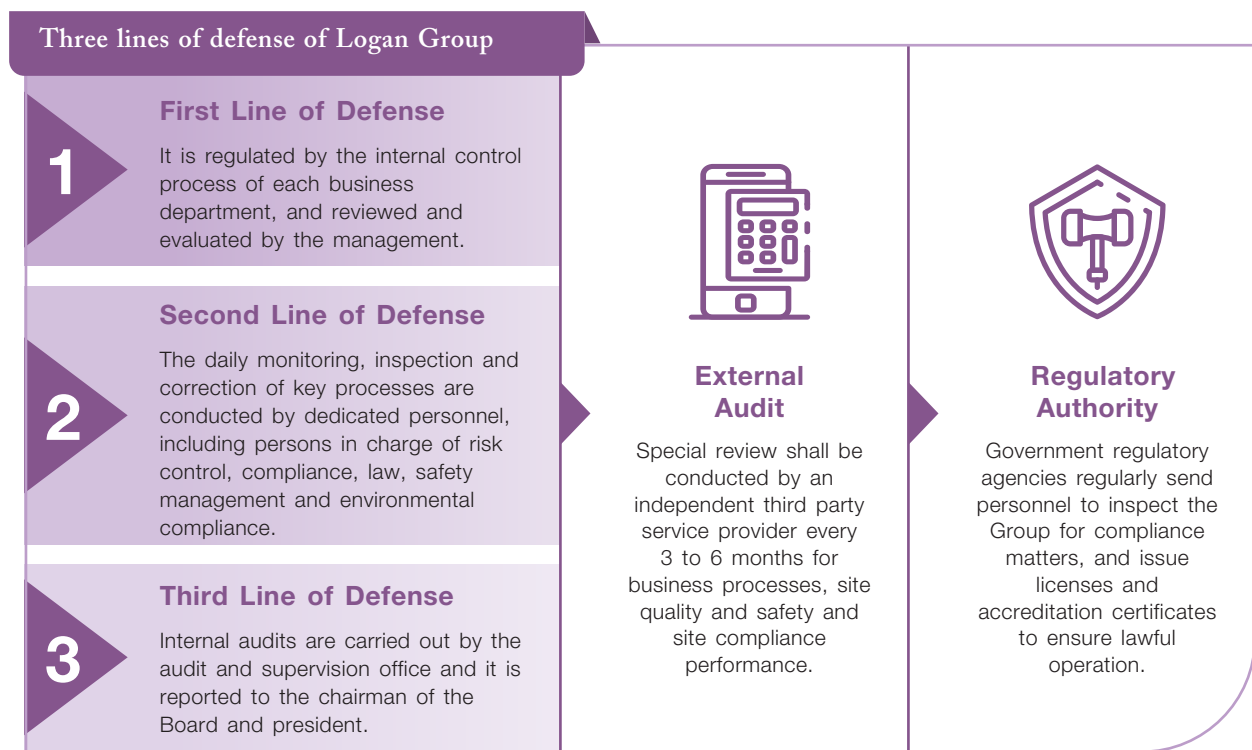 Three lines of defense of Logan Group
1
First Line of Defense
It is regulated by the internal control
process of each business
department, and reviewed and
evaluated by the management.
2
Second Line of Defense
The daily monitoring, inspection and
correction of key processes are
conducted by dedicated personnel,
including persons in charge of risk
control, compliance, law, safety
management and environmental
compliance.
3
Third Line of Defense
Internal audits are carried out by the
audit and supervision office and it is
reported to the chairman of the
Board and president.
External
Audit
Special review shall be
conducted by an
independent third party
service provider every
3 to 6 months for
business processes, site
quality and safety and
site compliance
performance.
Regulatory
Authority
Government regulatory
agencies regularly send
personnel to inspect the
Group for compliance
matters, and issue
licenses and
accreditation certificates
to ensure lawful
operation.